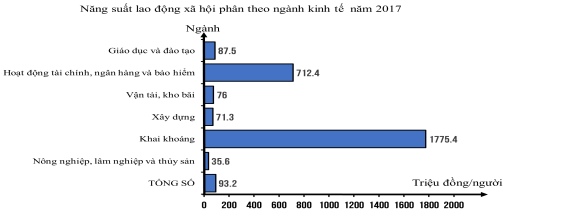 Năng suất lao động xã hội phân theo ngành kinh tế năm 2017
Ngành
Giáo dục và đào tạo 87.5
Hoạt động tài chính, ngân hàng và bảo hiểm 712.4
Vận tải, kho bãi 76
Xây dựng 71.3
Khai khoáng 1775.4
Nông nghiệp, lâm nghiệp và thủy sản 35.6
TỔNG SỐ 93.2
Triệu đồng/người
0 200 400 600 800 1000 1200 1400 1600 1800 2000